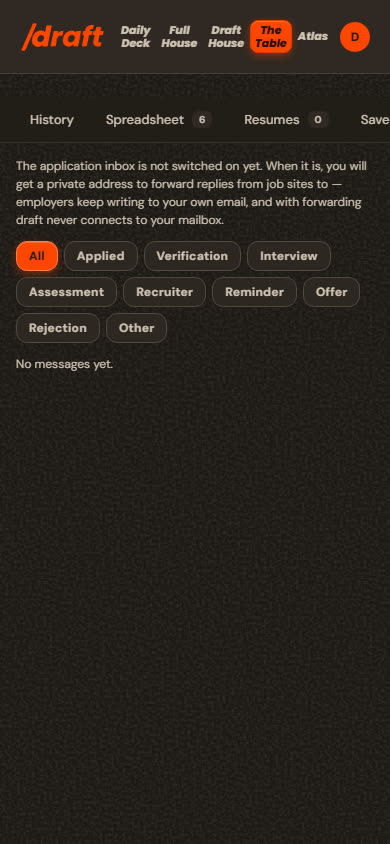 /draft
Daily Deck
Full House
Draft House
The Table
Atlas
D
History
Spreadsheet 6
Resumes 0
Save
The application inbox is not switched on yet. When it is, you will
get a private address to forward replies from job sites to —
employers keep writing to your own email, and with forwarding
draft never connects to your mailbox.
All
Applied
Verification
Interview
Assessment
Recruiter
Reminder
Offer
Rejection
Other
No messages yet.